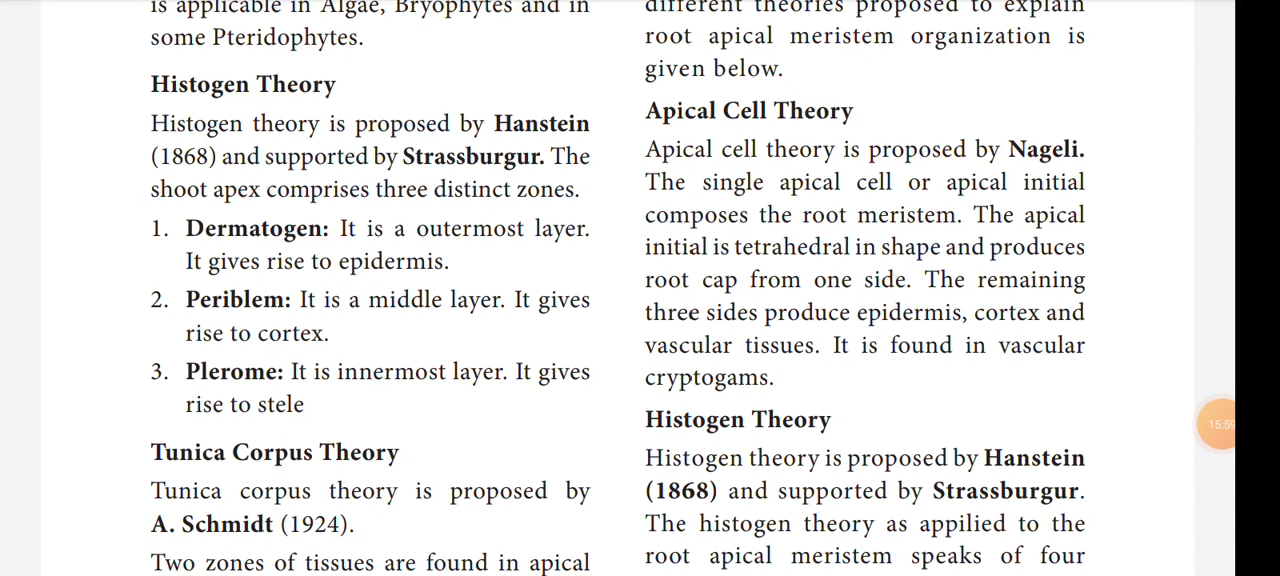 is applicable in Algae, Bryophytes and in
some Pteridophytes.
Histogen Theory
Histogen theory is proposed by Hanstein
(1868) and supported by Strassburgur. The
shoot apex comprises three distinct zones.
1. Dermatogen: It is a outermost layer.
It gives rise to epidermis.
2. Periblem: It is a middle layer. It gives
rise to cortex.
3. Plerome: It is innermost layer. It gives
rise to stele
Tunica Corpus Theory
Tunica corpus theory is proposed by
A. Schmidt (1924).
Two zones of tissues are found in apical
different theories proposed to explain
root apical meristem organization is
given below.
Apical Cell Theory
Apical cell theory is proposed by Nageli.
The single apical cell or apical initial
composes the root meristem. The apical
initial is tetrahedral in shape and produces
root cap from one side. The remaining
three sides produce epidermis, cortex and
vascular tissues. It is found in vascular
cryptogams.
Histogen Theory
Histogen theory is proposed by Hanstein
(1868) and supported by Strassburgur.
The histogen theory as appilied to the
root apical meristem speaks of four
15:59